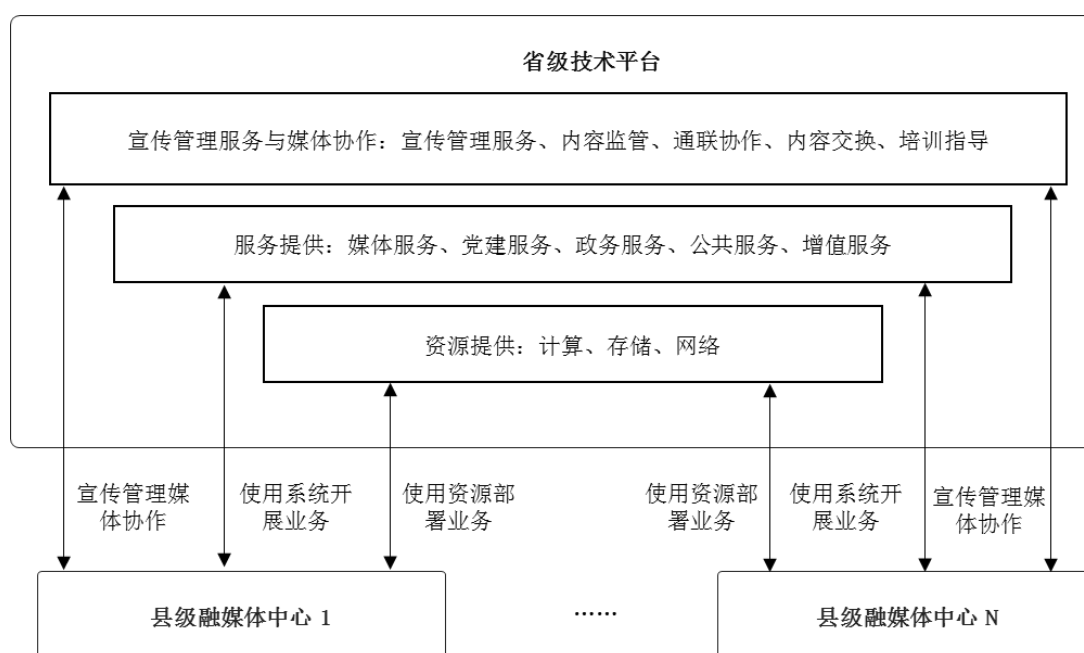 省级技术平台
宣传管理服务与媒体协作：宣传管理服务、内容监管、通联协作、内容交换、培训指导
服务提供：媒体服务、党建服务、政务服务、公共服务、增值服务
资源提供：计算、存储、网络
宣传管理媒
体协作
使用系统开
展业务
使用资源部
署业务
使用资源部
署业务
使用系统开
展业务
宣传管理媒
体协作
县级融媒体中心 1
……
县级融媒体中心 N